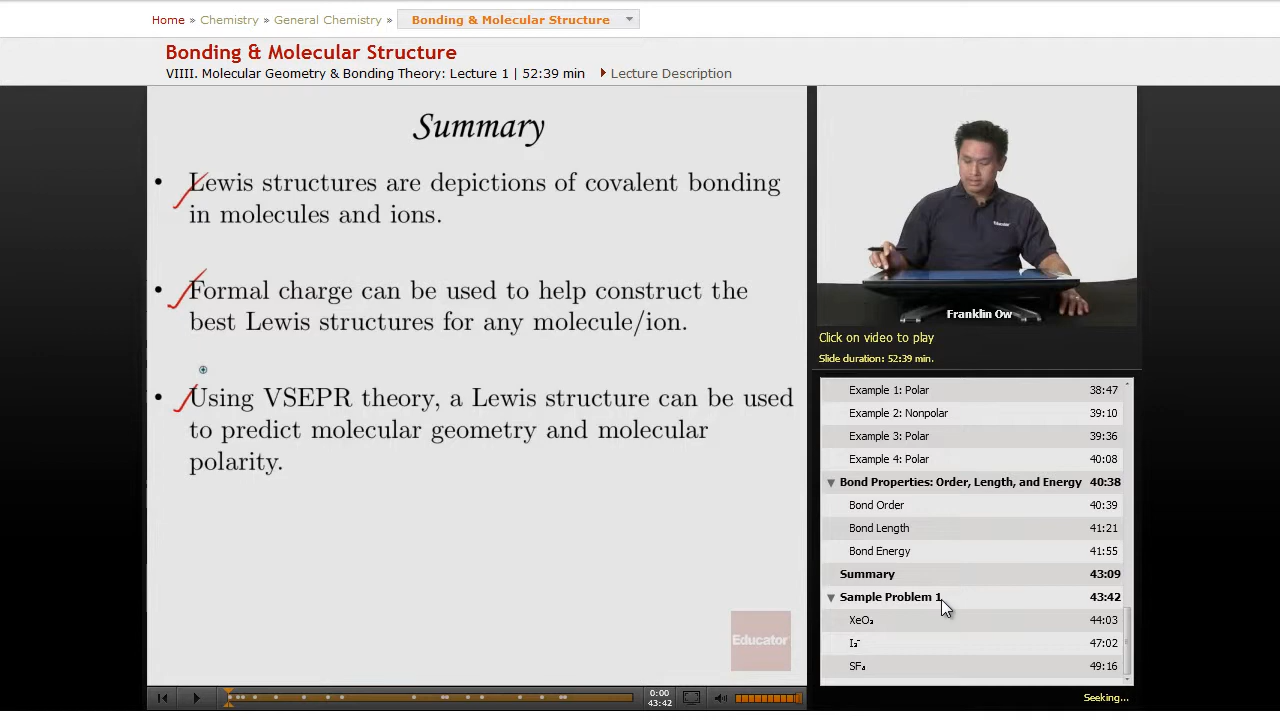 Home » Chemistry » General Chemistry » Bonding & Molecular Structure
Bonding & Molecular Structure
VIIII. Molecular Geometry & Bonding Theory: Lecture 1 | 52:39 min Lecture Description
Summary
• Lewis structures are depictions of covalent bonding
in molecules and ions.
• Formal charge can be used to help construct the
best Lewis structures for any molecule/ion.
• Using VSEPR theory, a Lewis structure can be used
to predict molecular geometry and molecular
polarity.
Educator
0:00
43:42
Educator
Franklin Ow
Click on video to play
Slide duration: 52:39 min.
Example 1: Polar 38:47
Example 2: Nonpolar 39:10
Example 3: Polar 39:36
Example 4: Polar 40:08
Bond Properties: Order, Length, and Energy 40:38
Bond Order 40:39
Bond Length 41:21
Bond Energy 41:55
Summary 43:09
Sample Problem 1 43:42
XeO₃ 44:03
I₃⁻ 47:02
SF₄ 49:16
Seeking...